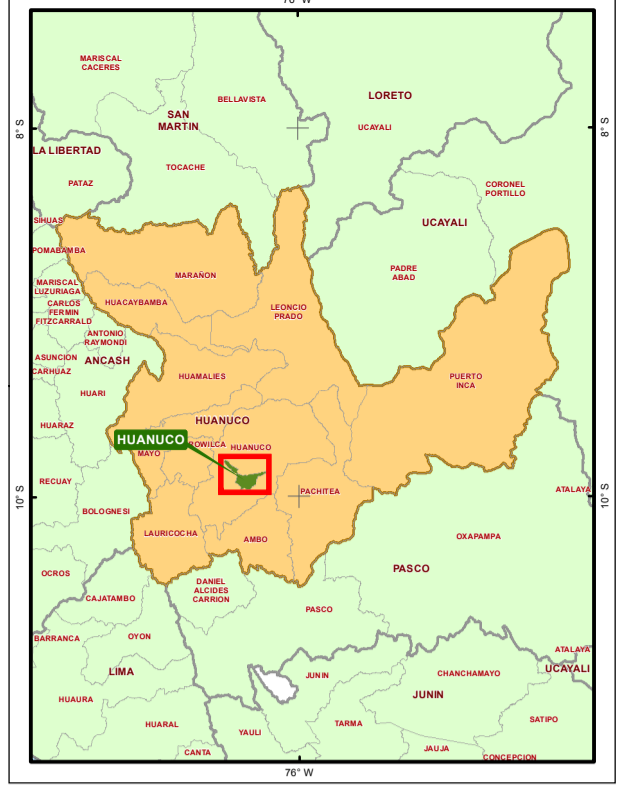 76° W
MARISCAL
CACERES
BELLAVISTA
LORETO
SAN
MARTIN
UCAYALI
8° S
8° S
LA LIBERTAD
TOCACHE
PATAZ
CORONEL
PORTILLO
SIHUAS
UCAYALI
POMABAMBA
PADRE
ABAD
MARAÑON
MARISCAL
LUZURIAGA
HUACAYBAMBA
CARLOS
FERMIN
FITZCARRALD
LEONCIO
PRADO
ANTONIO
RAYMONDI
ASUNCION
ANCASH
CARHUAZ
HUAMALIES
PUERTO
INCA
HUARI
HUANUCO
HUARAZ
HUANUCO
ROWILCA
HUANUCO
MAYO
RECUAY
PACHITEA
ATALAYA
10° S
10° S
BOLOGNESI
LAURICOCHA
AMBO
OXAPAMPA
PASCO
OCROS
DANIEL
ALCIDES
CARRION
CAJATAMBO
PASCO
BARRANCA
OYON
ATALAYA
LIMA
UCAYALI
JUNIN
CHANCHAMAYO
JUNIN
HUAURA
HUARAL
YAULI
TARMA
SATIPO
CANTA
JAUJA
CONCEPCION
76° W